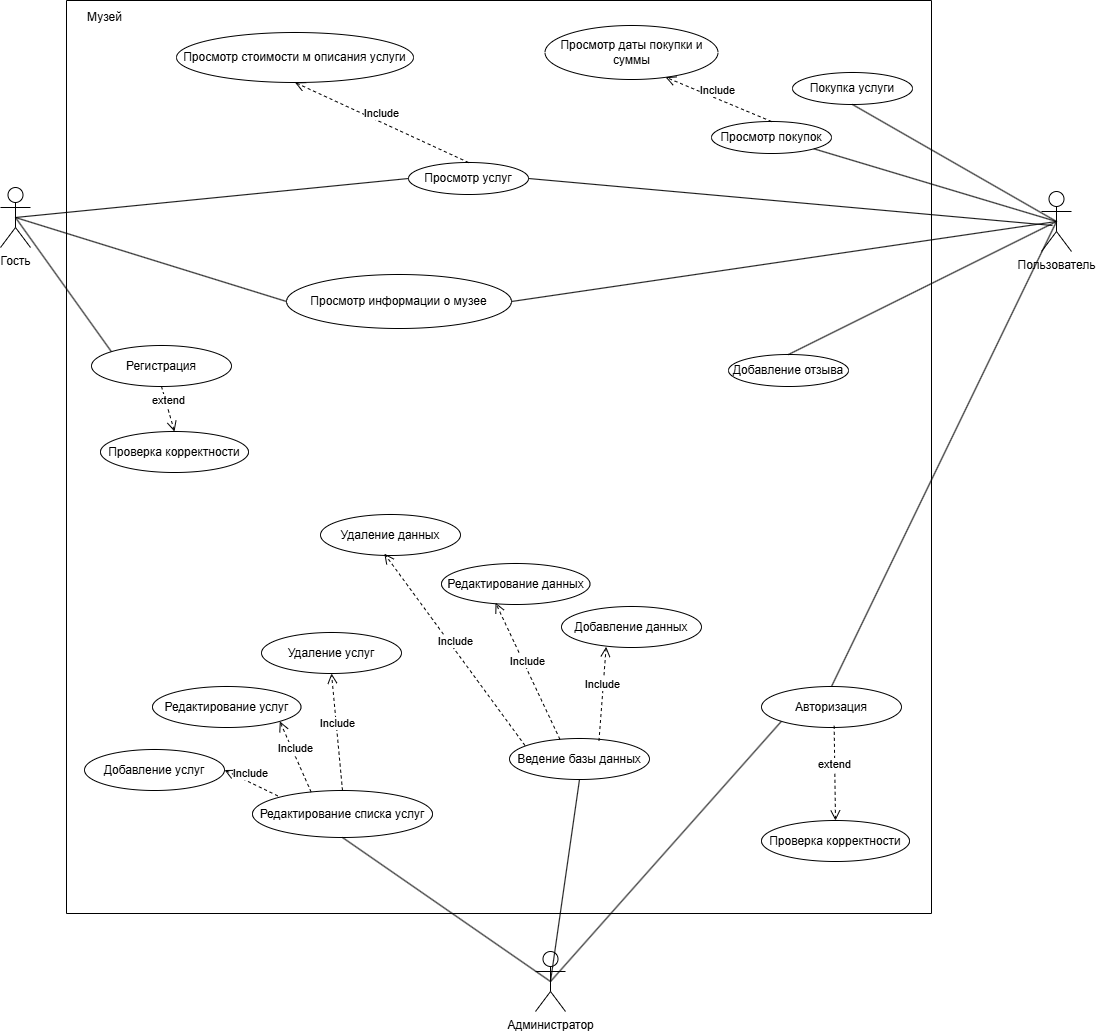 Музей
Просмотр стоимости м описания услуги
Просмотр даты покупки и
суммы
Покупка услуги
Include
Include
Просмотр покупок
Просмотр услуг
Гость
Пользователь
Просмотр информации о музее
Регистрация
Добавление отзыва
extend
Проверка корректности
Удаление данных
Редактирование данных
Добавление данных
Include
Удаление услуг
Include
Include
Редактирование услуг
Авторизация
Include
Include
Ведение базы данных
extend
Добавление услуг
Include
Редактирование списка услуг
Проверка корректности
Администратор